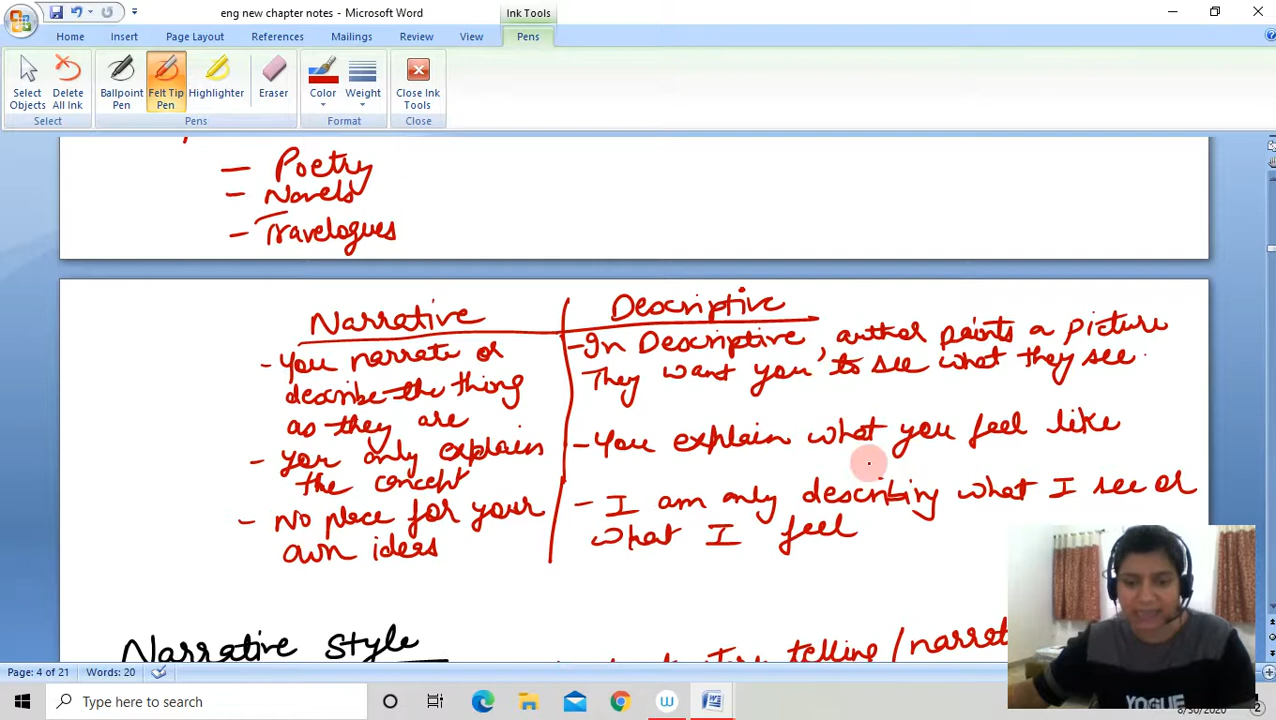 eng new chapter notes - Microsoft Word
Ink Tools
Home Insert Page Layout References Mailings Review View Pens
Select Objects
Delete All Ink
Ballpoint Pen
Felt Tip Pen
Highlighter
Eraser
Color
Weight
Close Ink Tools
Select Pens Format Close
— Poetry
— Novels
— Travelogues
Narrative
- You narrate or
describe the thing
as they are
- You only explain
the concept
- No place for your
own ideas
Descriptive
- In Descriptive, author paints a picture
They want you to see what they see
- You explain what you feel like
- I am only describing what I see or
what I feel
Narrative Style
telling/narrat
YOGUE
Page: 4 of 21 Words: 20
Type here to search
8/30/2020
2